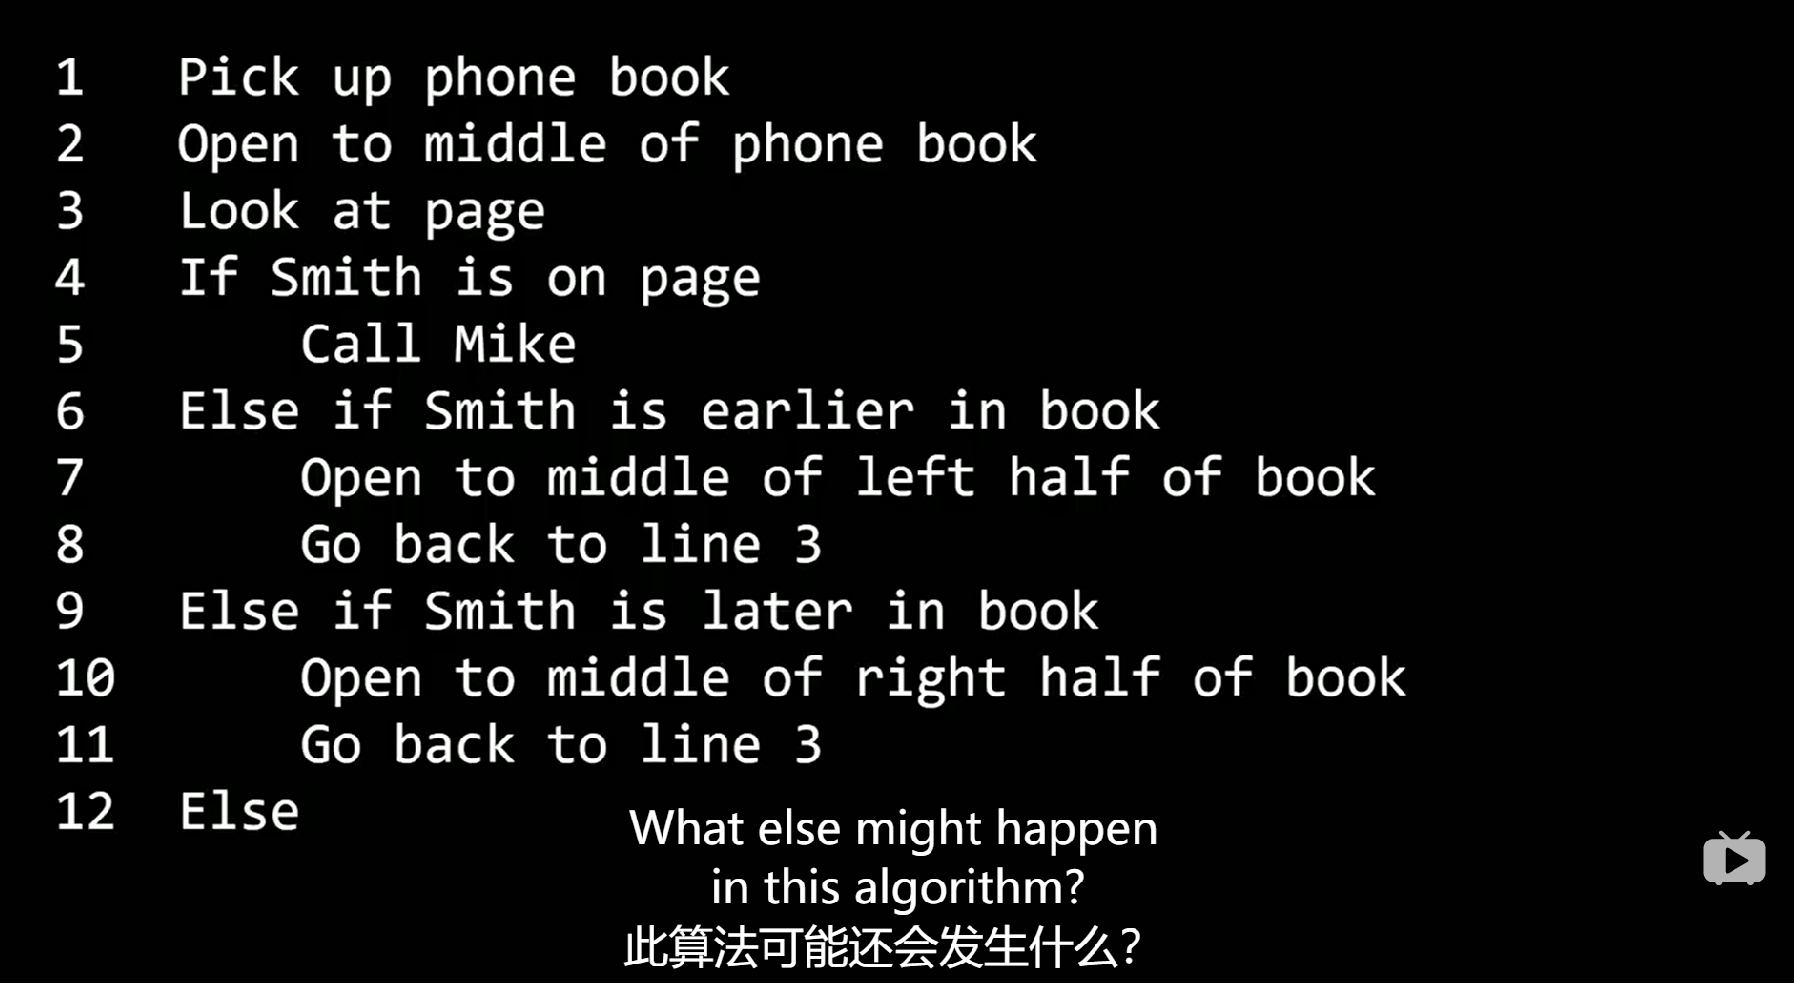 1 Pick up phone book
2 Open to middle of phone book
3 Look at page
4 If Smith is on page
5 Call Mike
6 Else if Smith is earlier in book
7 Open to middle of left half of book
8 Go back to line 3
9 Else if Smith is later in book
10 Open to middle of right half of book
11 Go back to line 3
12 Else
What else might happen
in this algorithm?
此算法可能还会发生什么？